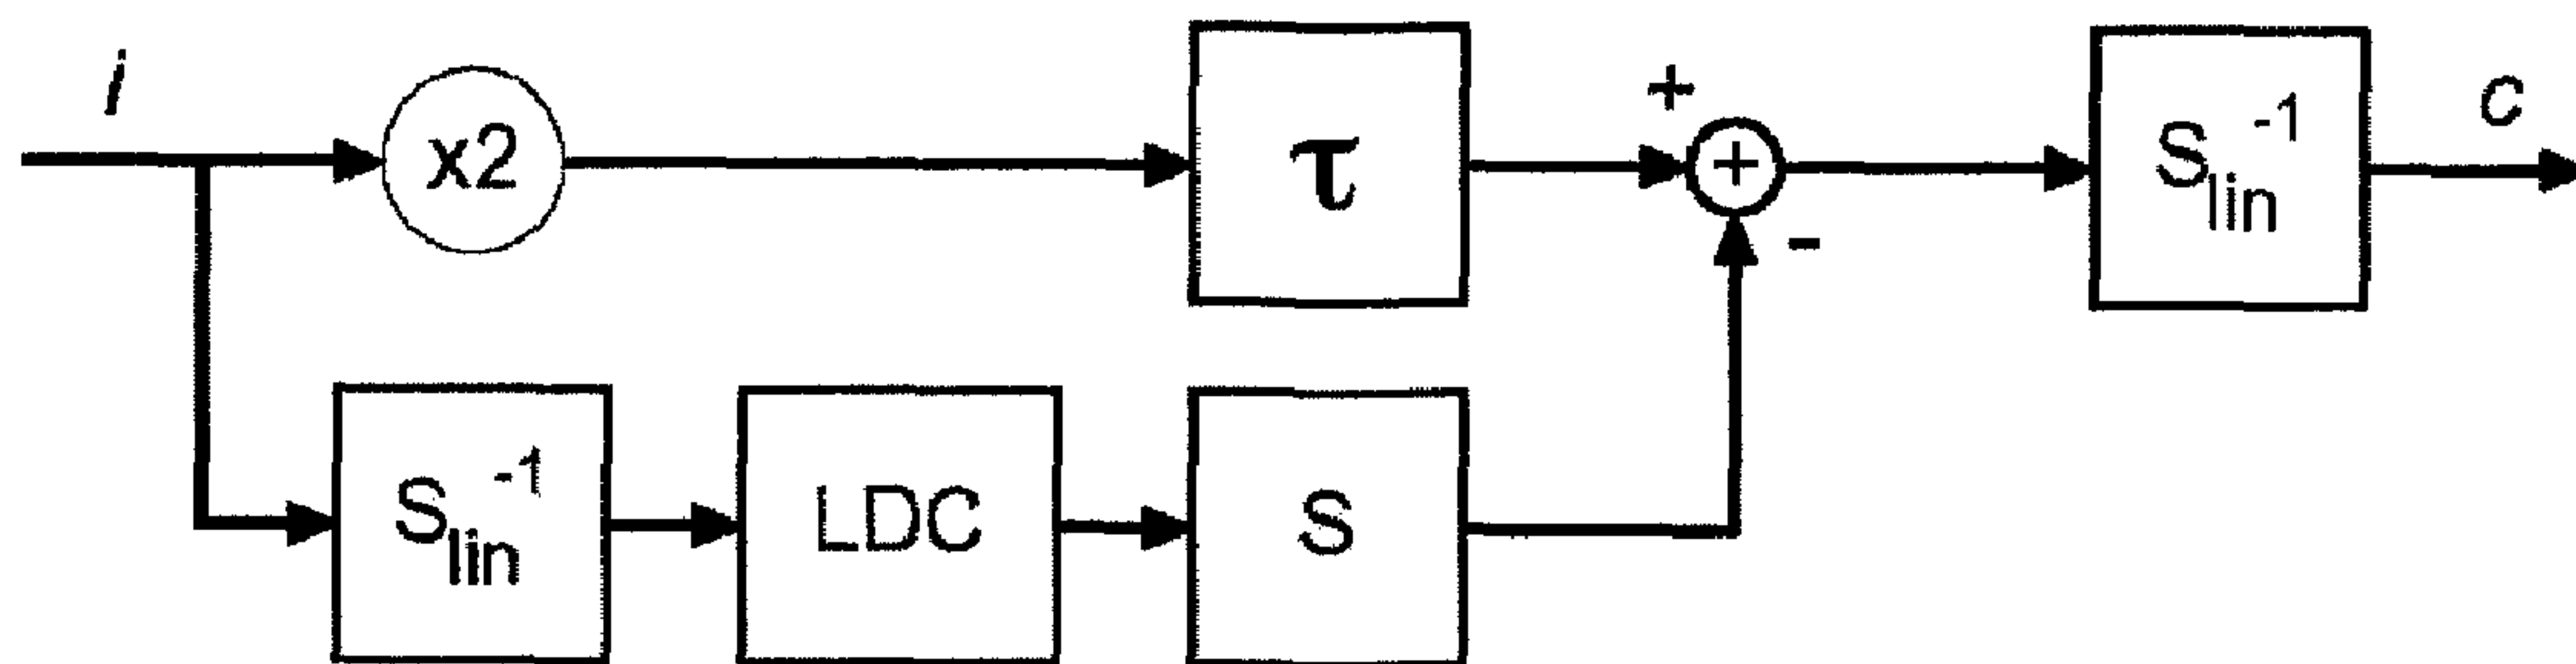 i
x2
τ
+
+
-
S_lin^-1
c
S_lin^-1
LDC
S